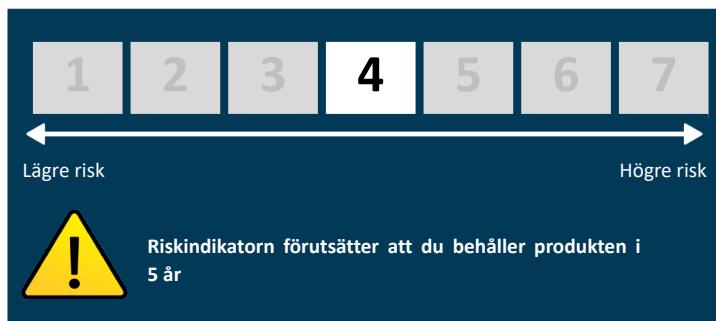 1 2 3 4 5 6 7
Lägre risk Högre risk
Riskindikatorn förutsätter att du behåller produkten i
5 år